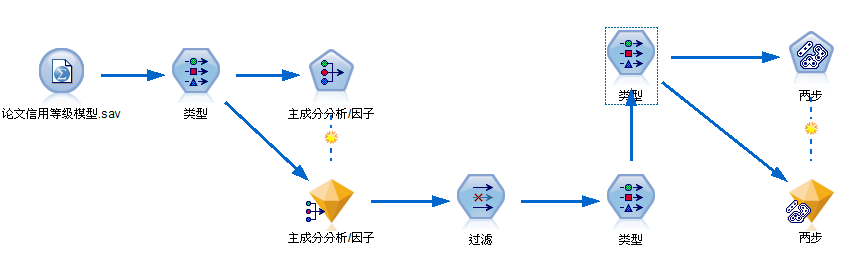 类型
两步
论文信用等级模型.sav
类型
主成分分析/因子
主成分分析/因子
过滤
类型
两步